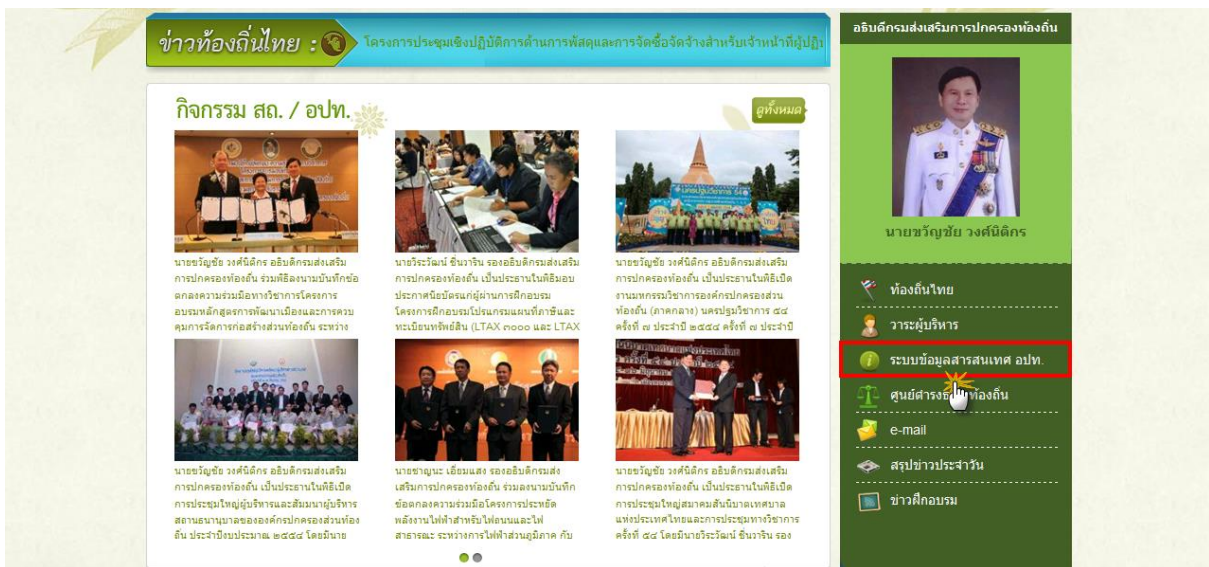 ข่าวท้องถิ่นไทย :
โครงการประชุมเชิงปฏิบัติการด้านการพัสดุและการจัดซื้อจัดจ้างสำหรับเจ้าหน้าที่ผู้ปฏิบ
กิจกรรม สถ. / อปท.
ดูทั้งหมด
นายขวัญชัย วงศ์นิติกร อธิบดีกรมส่งเสริม
การปกครองท้องถิ่น ร่วมพิธีลงนามบันทึกข้อ
ตกลงความร่วมมือทางวิชาการโครงการ
อบรมหลักสูตรการพัฒนาเมืองและการควบ
คุมการจัดการก่อสร้างส่วนท้องถิ่น ระหว่าง
นายวีระวัฒน์ ชื่นวาริน รองอธิบดีกรมส่งเสริม
การปกครองท้องถิ่น เป็นประธานในพิธีมอบ
ประกาศนียบัตรแก่ผู้ผ่านการฝึกอบรม
โครงการฝึกอบรมโปรแกรมแผนที่ภาษีและ
ทะเบียนทรัพย์สิน (LTAX ๓๐๐๐ และ LTAX
นายขวัญชัย วงศ์นิติกร อธิบดีกรมส่งเสริม
การปกครองท้องถิ่น เป็นประธานในพิธีเปิด
งานมหกรรมวิชาการองค์กรปกครองส่วน
ท้องถิ่น (ภาคกลาง) นครปฐมวิชาการ ๕๔
ครั้งที่ ๗ ประจำปี ๒๕๕๔ ครั้งที่ ๗ ประจำปี
นครปฐมวิชาการ 54
นายขวัญชัย วงศ์นิติกร อธิบดีกรมส่งเสริม
การปกครองท้องถิ่น เป็นประธานในพิธีเปิด
การประชุมใหญ่ผู้บริหารและสัมมนาผู้บริหาร
สถานธนานุบาลขององค์กรปกครองส่วนท้อง
ถิ่น ประจำปีงบประมาณ ๒๕๕๔ โดยมีนาย
นายชาญนะ เอี่ยมแสง รองอธิบดีกรมส่ง
เสริมการปกครองท้องถิ่น ร่วมลงนามบันทึก
ข้อตกลงความร่วมมือโครงการประหยัด
พลังงานไฟฟ้าสำหรับไฟถนนและไฟ
สาธารณะ ระหว่างการไฟฟ้าส่วนภูมิภาค กับ
นายขวัญชัย วงศ์นิติกร อธิบดีกรมส่งเสริม
การปกครองท้องถิ่น เป็นประธานในพิธีเปิด
การประชุมใหญ่สมาคมสันนิบาตเทศบาล
แห่งประเทศไทยและการประชุมทางวิชาการ
ครั้งที่ ๕๔ โดยมีนายวีระวัฒน์ ชื่นวาริน รอง
อธิบดีกรมส่งเสริมการปกครองท้องถิ่น
นายขวัญชัย วงศ์นิติกร
ท้องถิ่นไทย
วาระผู้บริหาร
ระบบข้อมูลสารสนเทศ อปท.
ศูนย์ดำรงธ ท้องถิ่น
e-mail
สรุปข่าวประจำวัน
ข่าวฝึกอบรม